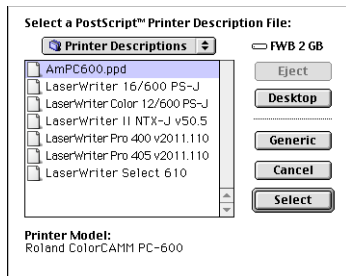 Select a PostScript™ Printer Description File:
Printer Descriptions
FWB 2 GB
AmPC600.ppd
LaserWriter 16/600 PS-J
LaserWriter Color 12/600 PS-J
LaserWriter II NTX-J v50.5
LaserWriter Pro 400 v2011.110
LaserWriter Pro 405 v2011.110
LaserWriter Select 610
Eject
Desktop
Generic
Cancel
Select
Printer Model:
Roland ColorCAMM PC-600